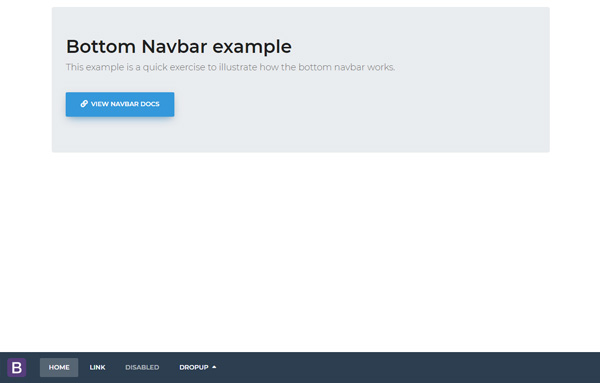 Bottom Navbar example
This example is a quick exercise to illustrate how the bottom navbar works.
VIEW NAVBAR DOCS
B HOME LINK DISABLED DROPUP